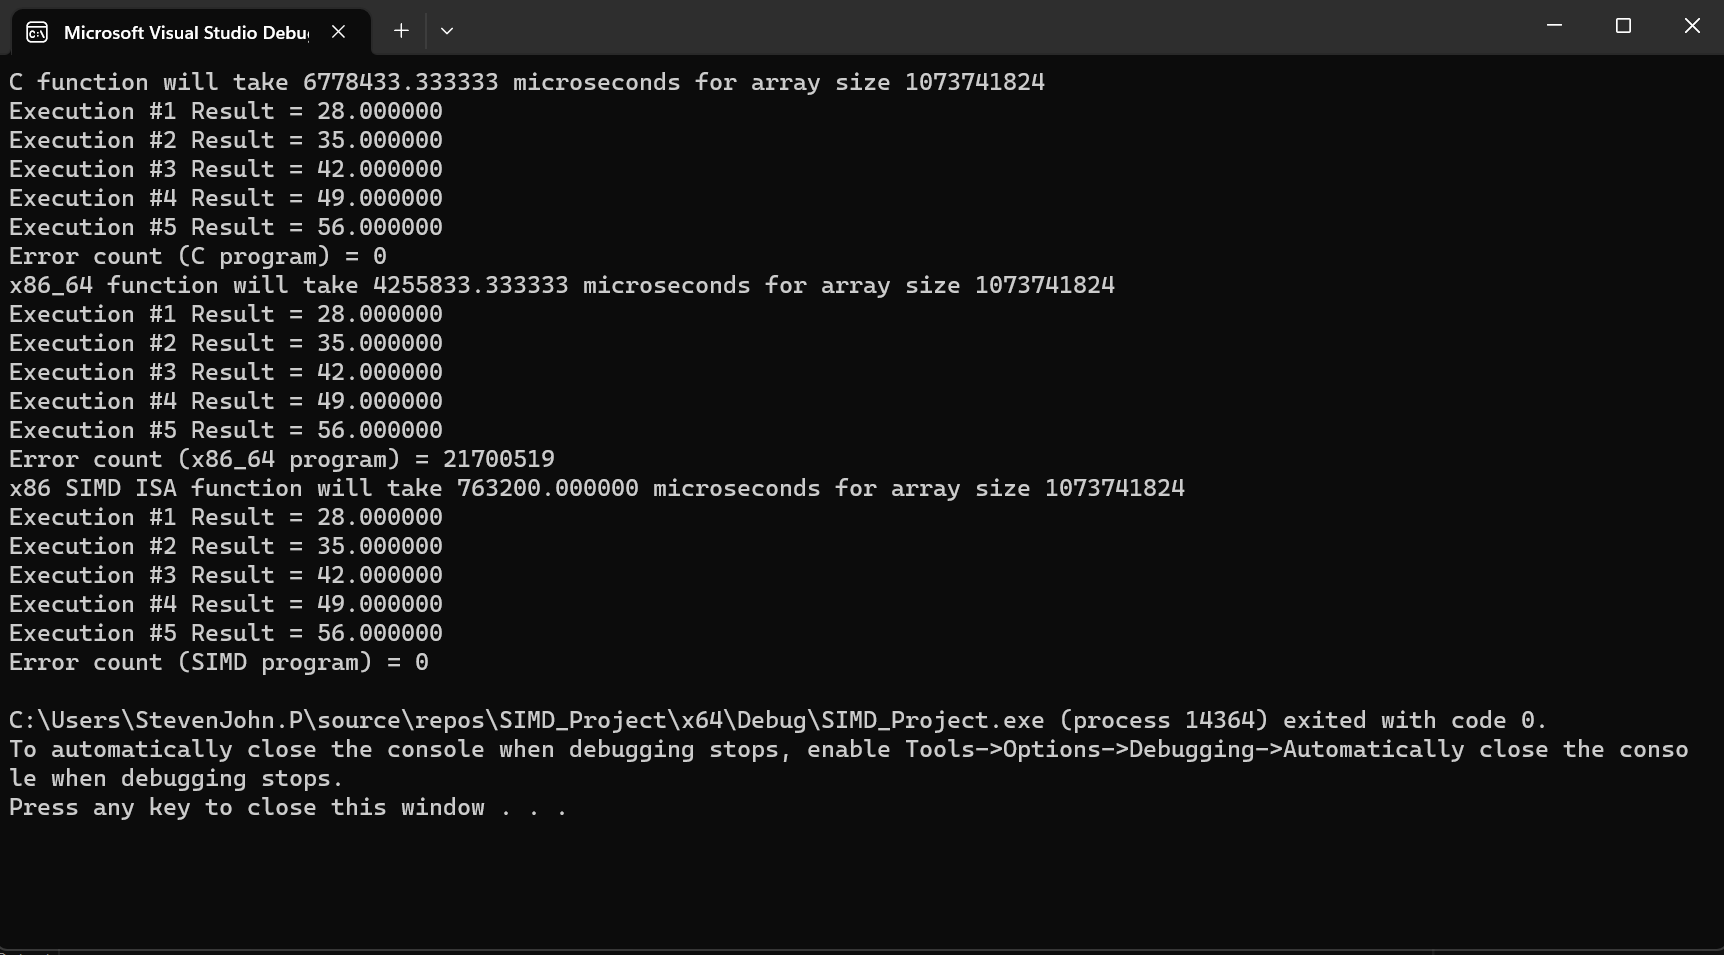 Microsoft Visual Studio Debu
C function will take 6778433.333333 microseconds for array size 1073741824
Execution #1 Result = 28.000000
Execution #2 Result = 35.000000
Execution #3 Result = 42.000000
Execution #4 Result = 49.000000
Execution #5 Result = 56.000000
Error count (C program) = 0
x86_64 function will take 4255833.333333 microseconds for array size 1073741824
Execution #1 Result = 28.000000
Execution #2 Result = 35.000000
Execution #3 Result = 42.000000
Execution #4 Result = 49.000000
Execution #5 Result = 56.000000
Error count (x86_64 program) = 21700519
x86 SIMD ISA function will take 763200.000000 microseconds for array size 1073741824
Execution #1 Result = 28.000000
Execution #2 Result = 35.000000
Execution #3 Result = 42.000000
Execution #4 Result = 49.000000
Execution #5 Result = 56.000000
Error count (SIMD program) = 0
C:\Users\StevenJohn.P\source\repos\SIMD_Project\x64\Debug\SIMD_Project.exe (process 14364) exited with code 0.
To automatically close the console when debugging stops, enable Tools->Options->Debugging->Automatically close the conso
le when debugging stops.
Press any key to close this window . . .